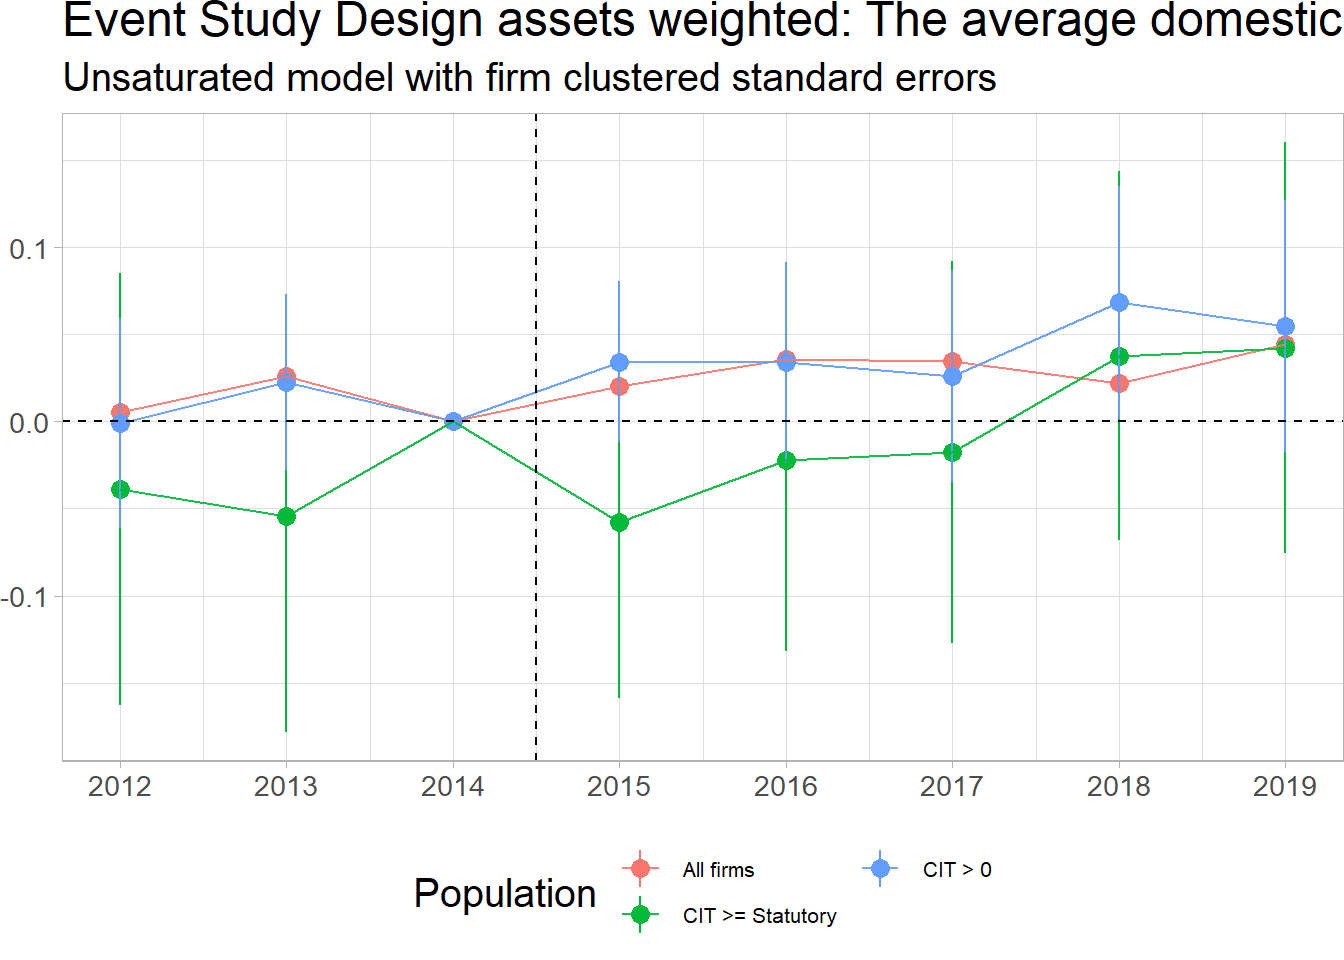 Event Study Design assets weighted: The average domestic
Unsaturated model with firm clustered standard errors
0.1
0.0
-0.1
2012 2013 2014 2015 2016 2017 2018 2019
Population
All firms
CIT > 0
CIT >= Statutory